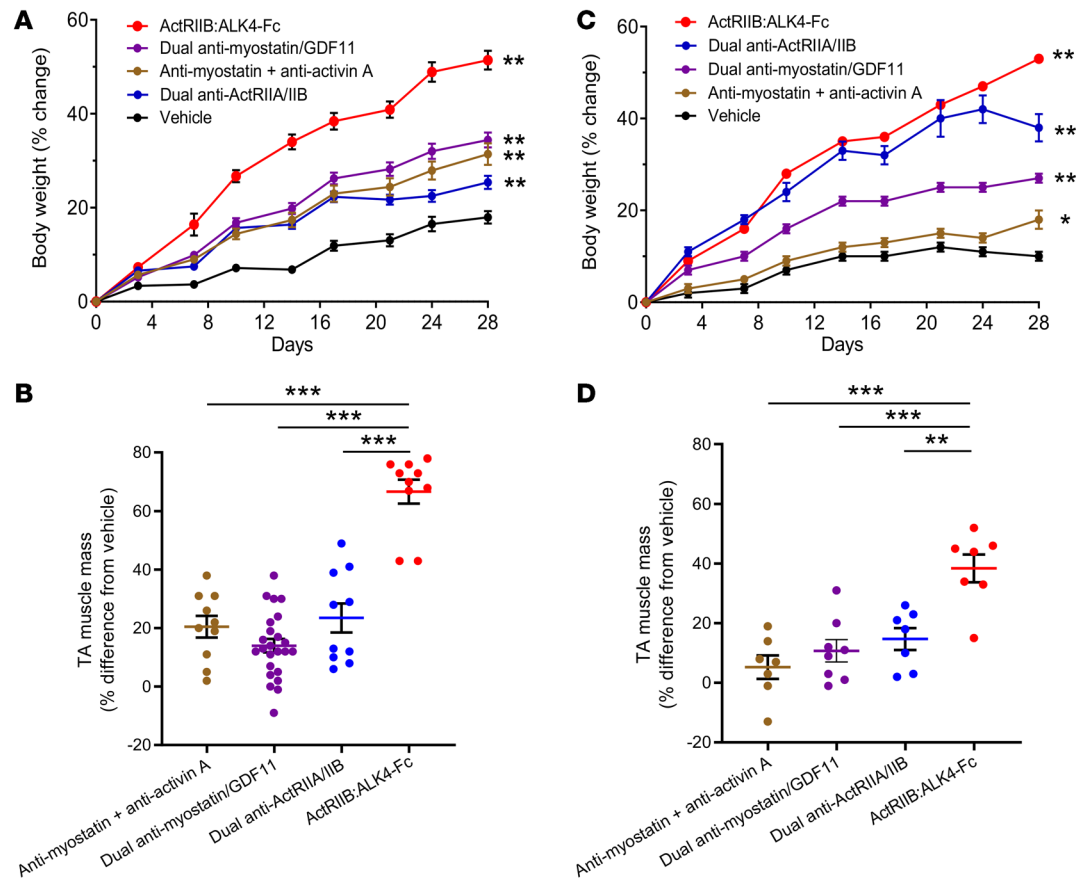 A
ActRIIB:ALK4-Fc
Dual anti-myostatin/GDF11
Anti-myostatin + anti-activin A
Dual anti-ActRIIA/IIB
Vehicle
Body weight (% change)
60
40
20
0
**
**
**
**
0 4 8 12 16 20 24 28
Days
C
ActRIIB:ALK4-Fc
Dual anti-ActRIIA/IIB
Dual anti-myostatin/GDF11
Anti-myostatin + anti-activin A
Vehicle
Body weight (% change)
60
40
20
0
**
**
**
*
0 4 8 12 16 20 24 28
Days
B
***
***
***
TA muscle mass
(% difference from vehicle)
80
60
40
20
0
-20
Anti-myostatin + anti-activin A
Dual anti-myostatin/GDF11
Dual anti-ActRIIA/IIB
ActRIIB:ALK4-Fc
D
***
***
**
TA muscle mass
(% difference from vehicle)
80
60
40
20
0
-20
Anti-myostatin + anti-activin A
Dual anti-myostatin/GDF11
Dual anti-ActRIIA/IIB
ActRIIB:ALK4-Fc